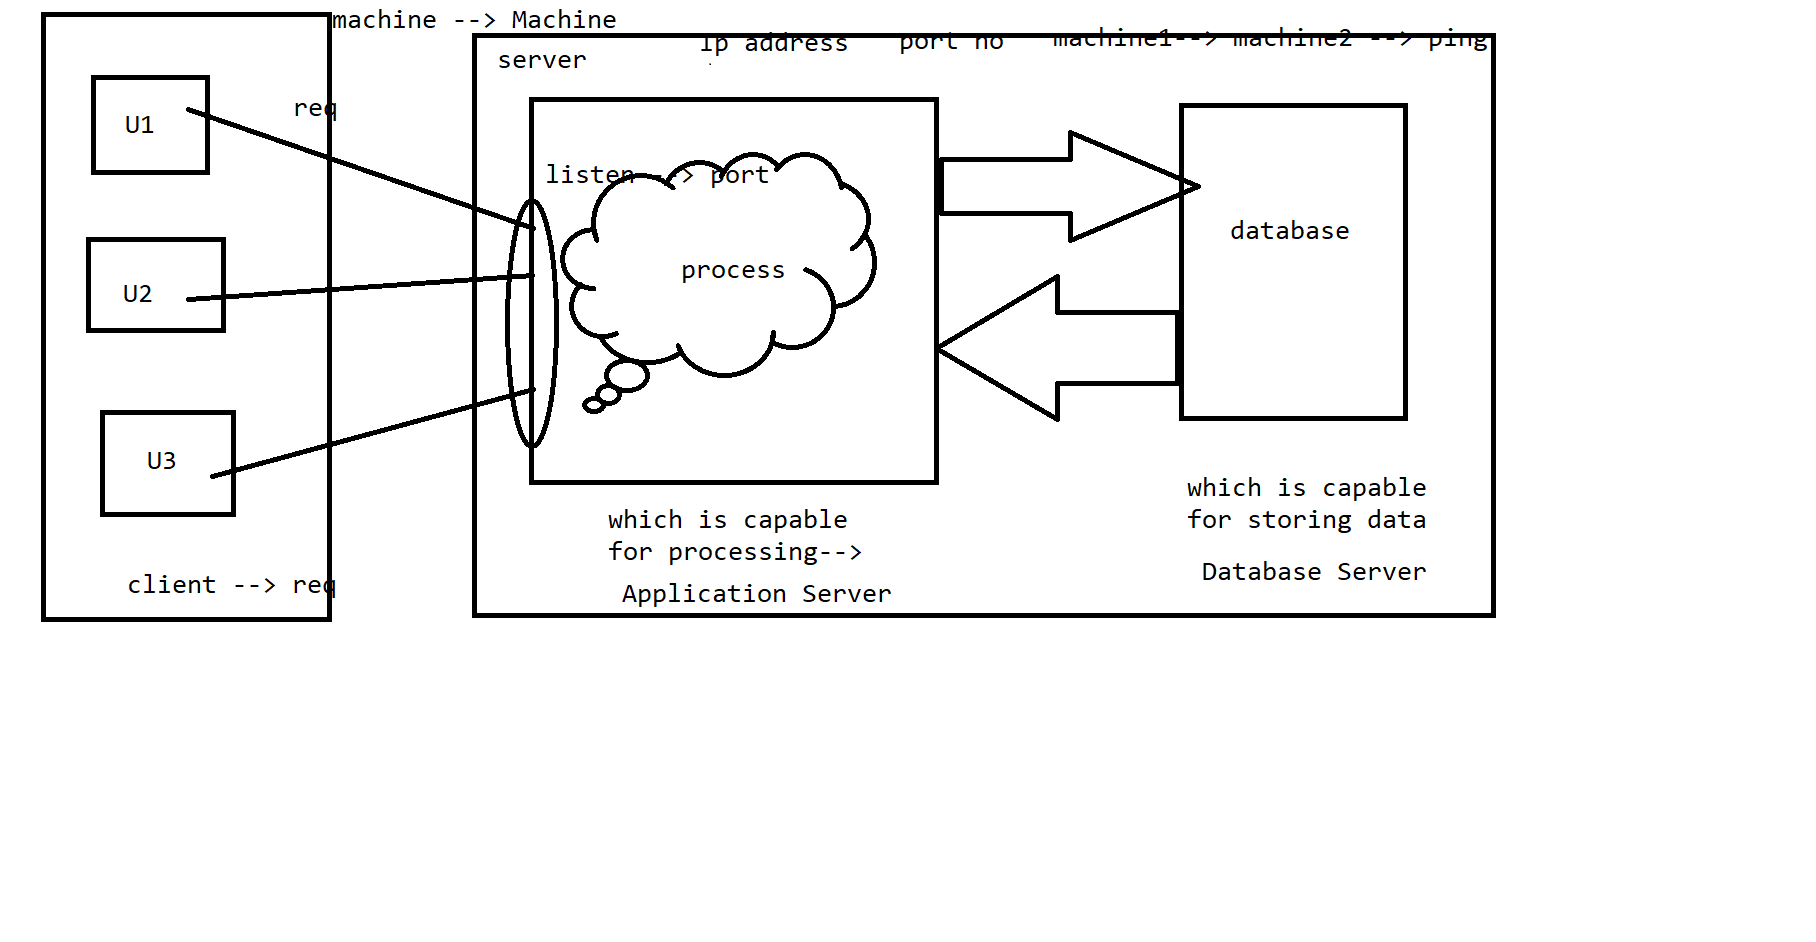 machine --> Machine
server
ip address
port no
machine1--> machine2 --> ping
U1
req
listen --> port
U2
process
database
U3
which is capable
for processing-->
Application Server
which is capable
for storing data
Database Server
client --> req